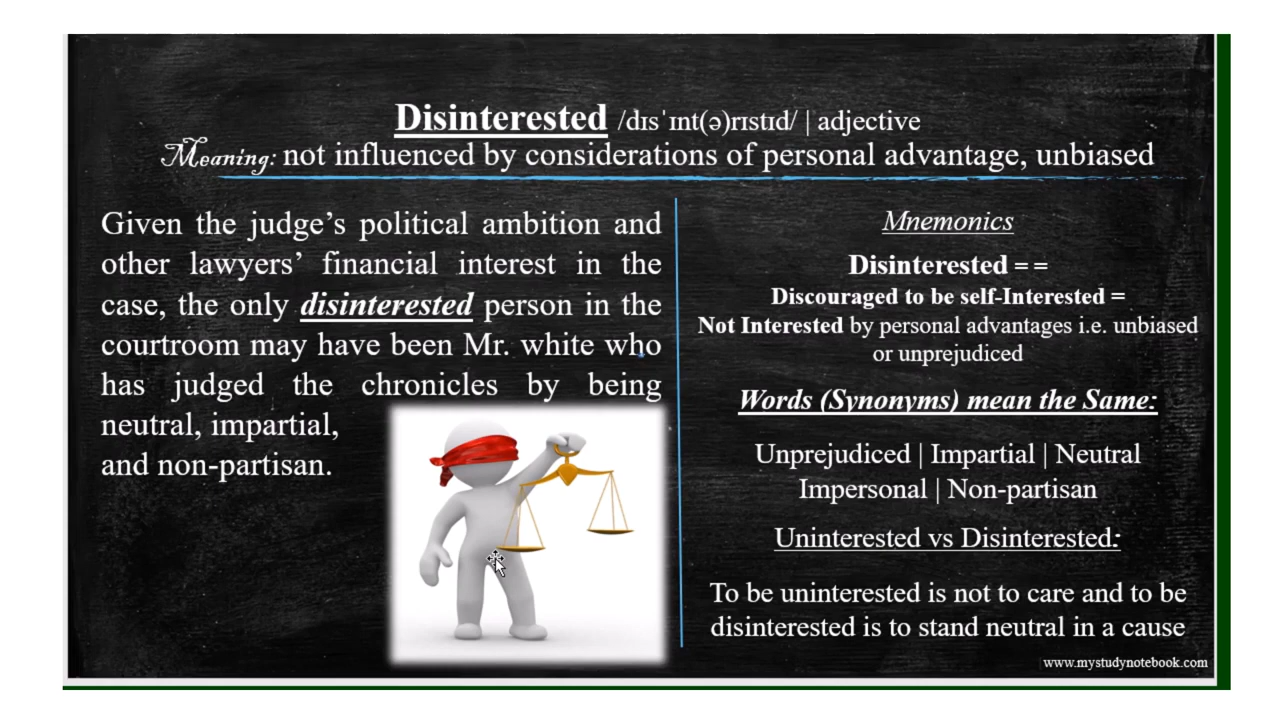 Disinterested /dɪsˈɪnt(ə)rɪstɪd/ | adjective
Meaning: not influenced by considerations of personal advantage, unbiased
Given the judge’s political ambition and
other lawyers’ financial interest in the
case, the only disinterested person in the
courtroom may have been Mr. white who
has judged the chronicles by being
neutral, impartial,
and non-partisan.
Mnemonics
Disinterested = =
Discouraged to be self-Interested =
Not Interested by personal advantages i.e. unbiased
or unprejudiced
Words (Synonyms) mean the Same:
Unprejudiced | Impartial | Neutral
Impersonal | Non-partisan
Uninterested vs Disinterested:
To be uninterested is not to care and to be
disinterested is to stand neutral in a cause
www.mystudynotebook.com